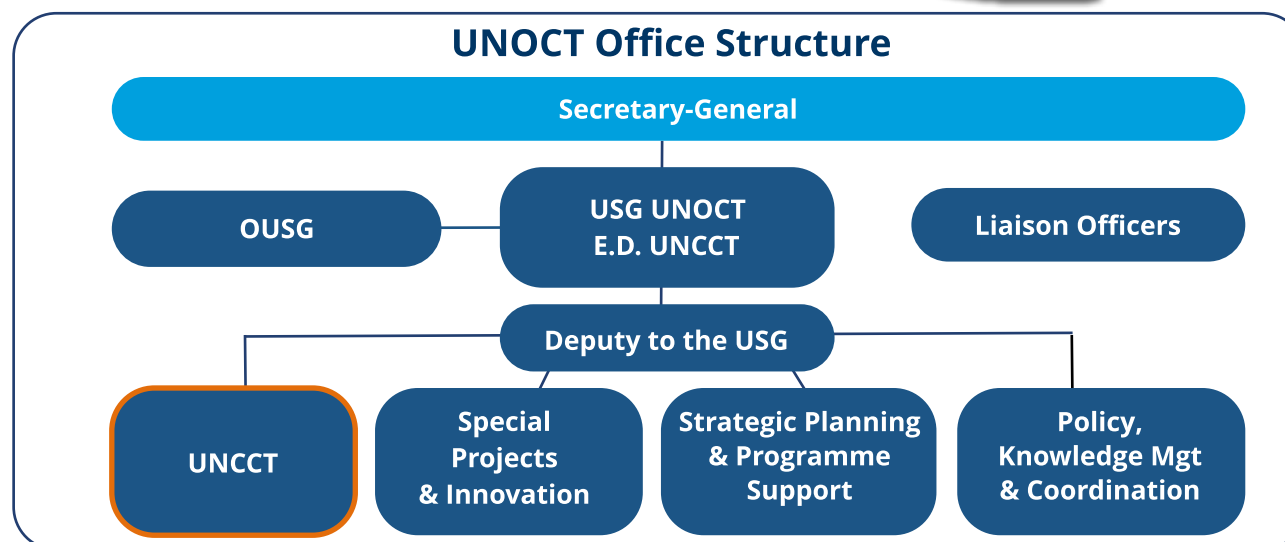 UNOCT Office Structure
Secretary-General
OUSG
USG UNOCT
E.D. UNCCT
Liaison Officers
Deputy to the USG
UNCCT
Special
Projects
& Innovation
Strategic Planning
& Programme
Support
Policy,
Knowledge Mgt
& Coordination